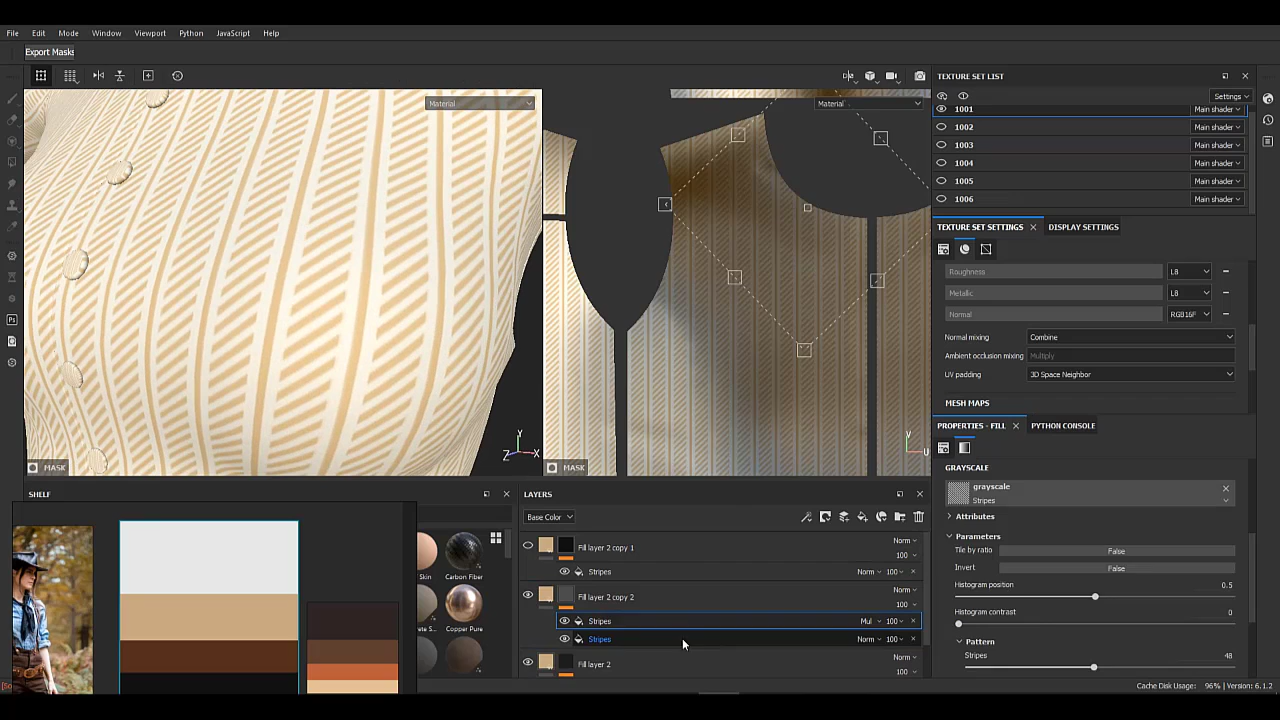 File Edit Mode Window Viewport Python JavaScript Help
Export Masks
Material
Material
MASK
MASK
Y
Z X
V
U
TEXTURE SET LIST
Settings
1001 Main shader
1002 Main shader
1003 Main shader
1004 Main shader
1005 Main shader
1006 Main shader
TEXTURE SET SETTINGS DISPLAY SETTINGS
Roughness L8
Metallic L8
Normal RGB16F
Normal mixing Combine
Ambient occlusion mixing Multiply
UV padding 3D Space Neighbor
MESH MAPS
PROPERTIES - FILL PYTHON CONSOLE
GRAYSCALE
grayscale
Stripes
Attributes
Parameters
Tile by ratio False
Invert False
Histogram position 0.5
Histogram contrast 0
Pattern
Stripes 48
SHELF
Skin Carbon Fiber
Copper Pure
LAYERS
Base Color
Fill layer 2 copy 1 Norm
100
Stripes Norm 100
Fill layer 2 copy 2 Norm
100
Stripes Mul 100
Stripes Norm 100
Fill layer 2 Norm
100
Cache Disk Usage: 96% | Version: 6.1.2